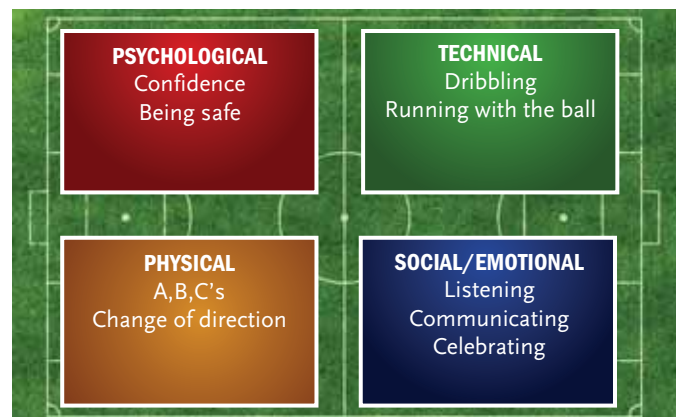 PSYCHOLOGICAL
Confidence
Being safe
TECHNICAL
Dribbling
Running with the ball
PHYSICAL
A,B,C’s
Change of direction
SOCIAL/EMOTIONAL
Listening
Communicating
Celebrating